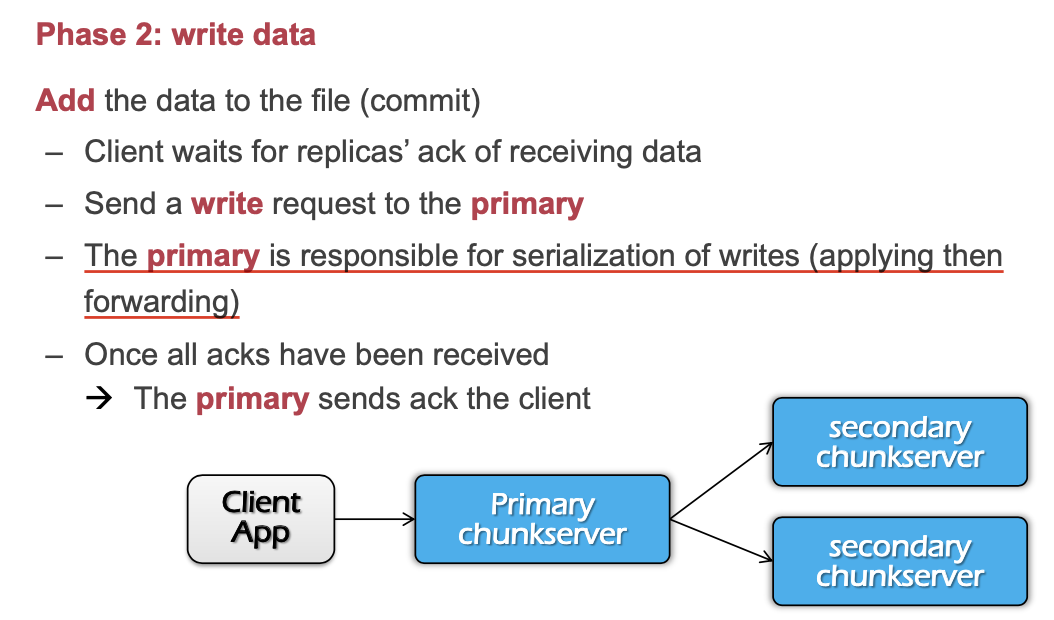 Phase 2: write data
Add the data to the file (commit)
– Client waits for replicas’ ack of receiving data
– Send a write request to the primary
– The primary is responsible for serialization of writes (applying then
forwarding)
– Once all acks have been received
→ The primary sends ack the client
secondary
chunkserver
Client
App
Primary
chunkserver
secondary
chunkserver